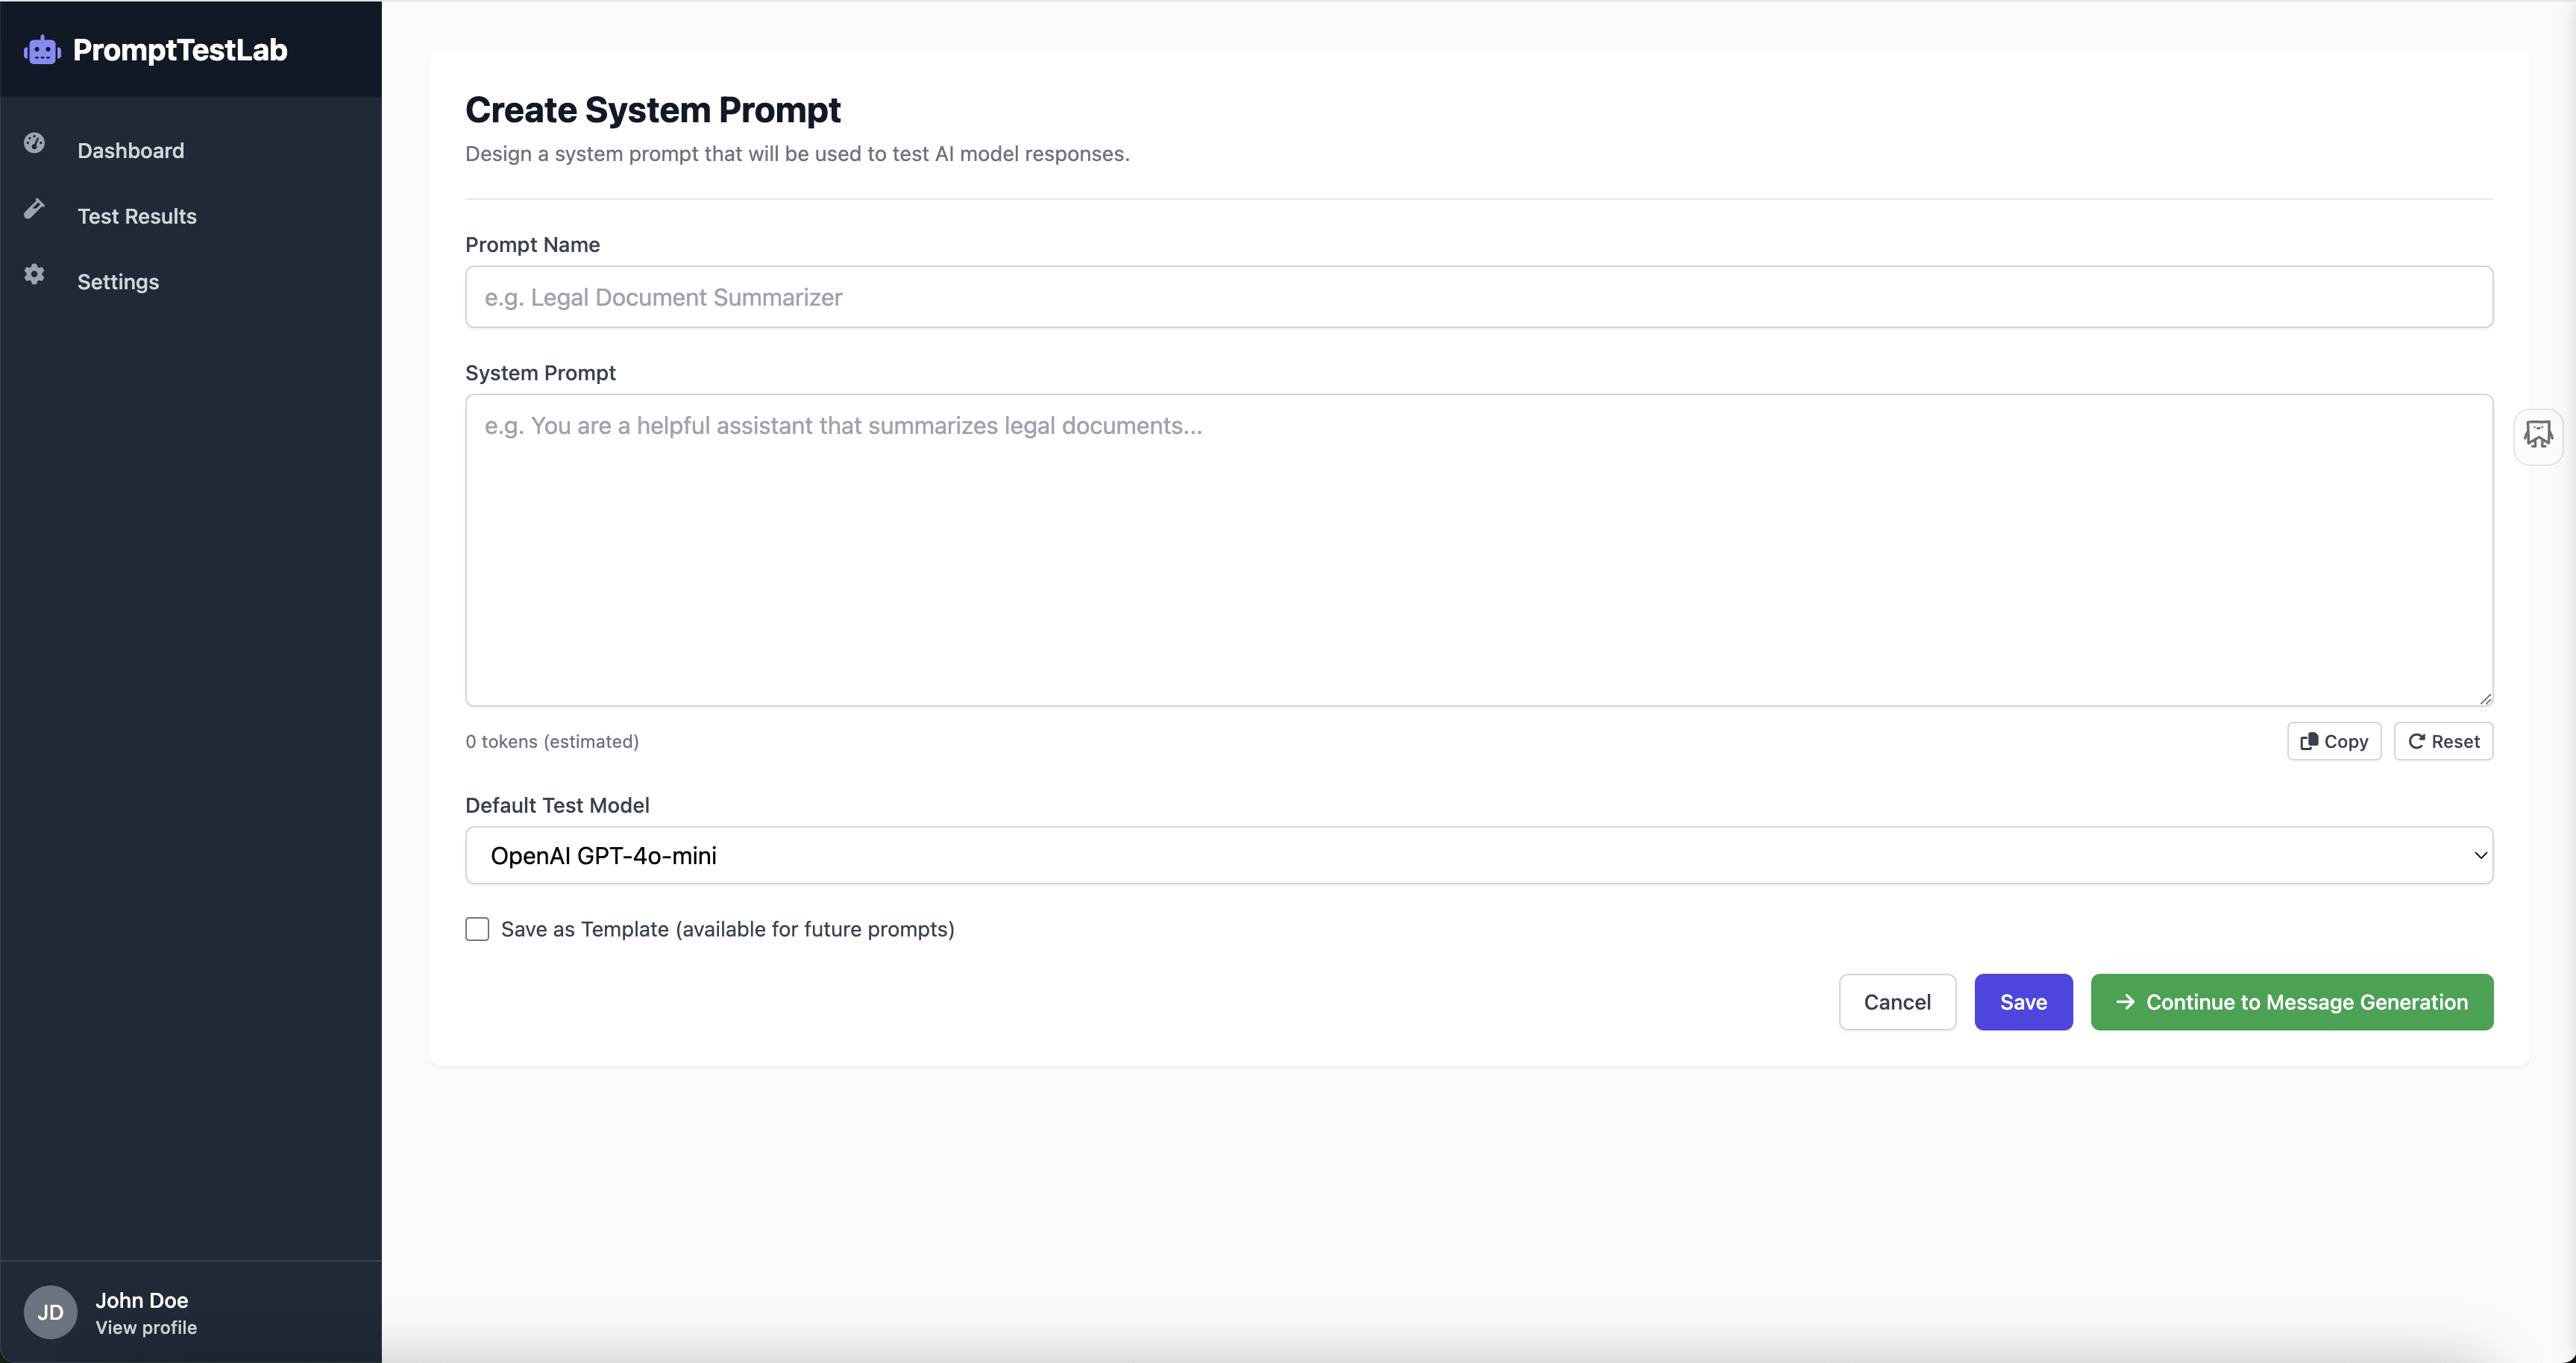 PromptTestLab
Dashboard
Test Results
Settings
Create System Prompt
Design a system prompt that will be used to test AI model responses.
Prompt Name
e.g. Legal Document Summarizer
System Prompt
e.g. You are a helpful assistant that summarizes legal documents...
0 tokens (estimated)
Copy
Reset
Default Test Model
OpenAI GPT-4o-mini
Save as Template (available for future prompts)
Cancel
Save
Continue to Message Generation
JD
John Doe
View profile